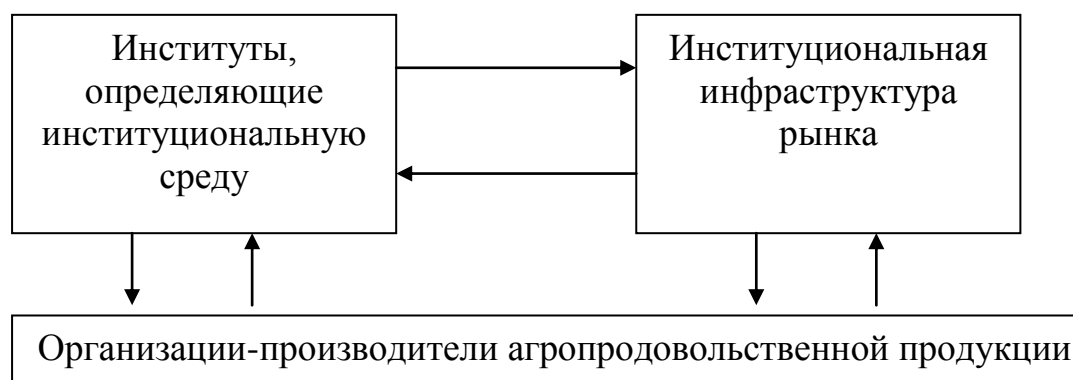 Институты,
определяющие
институциональную
среду
Институциональная
инфраструктура
рынка
Организации-производители агропродовольственной продукции